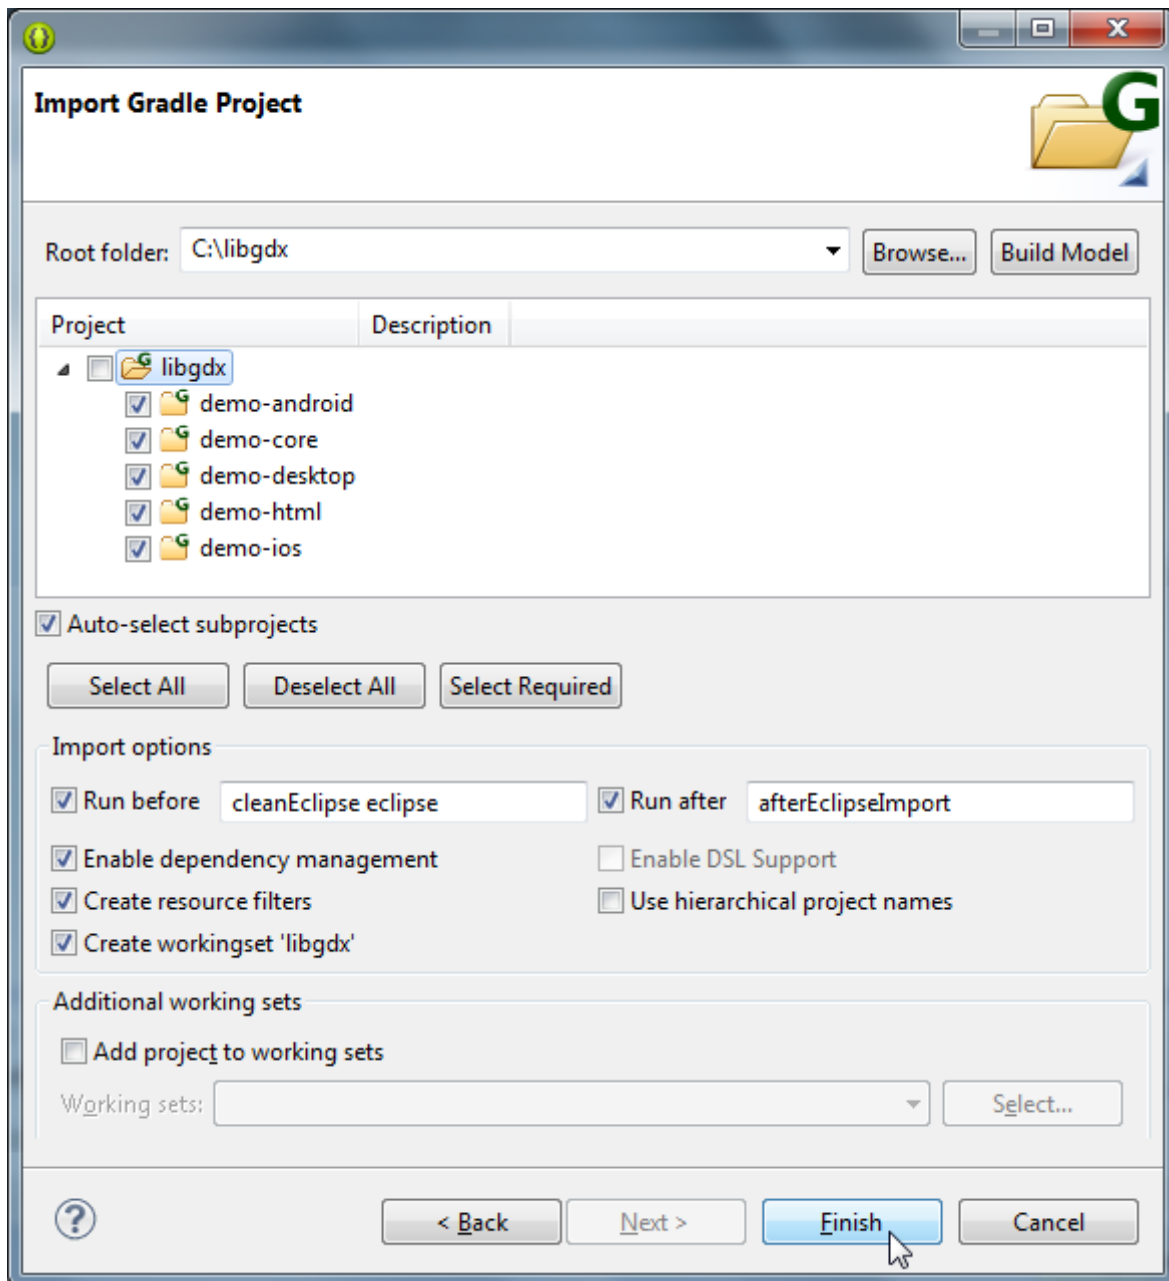 Import Gradle Project
Root folder: C:\libgdx Browse... Build Model
Project Description
libgdx
demo-android
demo-core
demo-desktop
demo-html
demo-ios
Auto-select subprojects
Select All Deselect All Select Required
Import options
Run before cleanEclipse eclipse Run after afterEclipseImport
Enable dependency management Enable DSL Support
Create resource filters Use hierarchical project names
Create workingset 'libgdx'
Additional working sets
Add project to working sets
Working sets: Select...
< Back Next > Finish Cancel